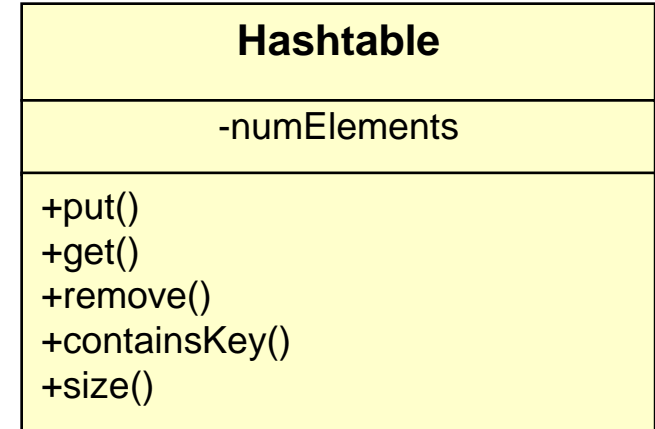 Hashtable
-numElements
+put()
+get()
+remove()
+containsKey()
+size()